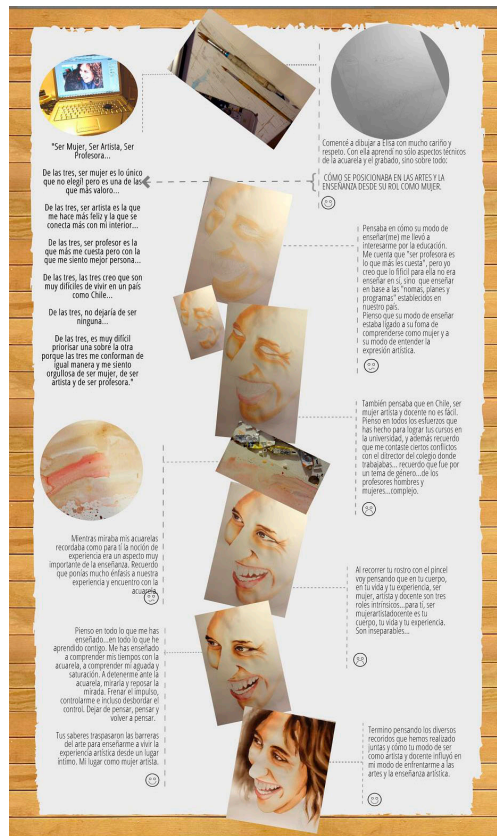 "Ser Mujer, Ser Artista, Ser
Profesora...
De las tres, ser mujer es lo único
que no elegí? pero es una de las
que más valoro...
De las tres, ser artista es la que
me hace más feliz y la que se
conecta más con mi interior...
De las tres, ser profesor es la
que más me cuesta pero con la
que me siento mejor persona...
De las tres, las tres creo que son
muy difíciles de vivir en un país
como Chile...
De las tres, no dejaría de ser
ninguna...
De las tres, es muy difícil
priorisar una sobre la otra
porque las tres me conforman de
igual manera y me siento
orgullosa de ser mujer, de ser
artista y de ser profesora."
Comencé a dibujar a Elisa con mucho cariño y
respeto. Con ella aprendí no sólo aspectos técnicos
de la acuarela y el grabado, sino sobre todo:
CÓMO SE POSICIONABA EN LAS ARTES Y LA
ENSEÑANZA DESDE SU ROL COMO MUJER.
Pensaba en cómo su modo de
enseñar(me) me llevó a
interesarme por la educación.
Me cuenta que "ser profesora es
lo que más les cuesta", pero yo
creo que lo fificil para ella no era
enseñar en sí, sino que enseñar
en base a las "nomas, planes y
programas" establecidos en
nuestro país.
Pienso que su modo de enseñar
estaba ligado a su foma de
comprenderse como mujer y a
su modo de entender la
expresión artística.
También pensaba que en Chile, ser
mujer artista y docente no es fácil.
Pienso en todos los esfuerzos que
has hecho para lograr tus cursos en
la universidad, y además recuerdo
que me contaste ciertos conflictos
con el ditrector del colegio donde
trabajabas... recuerdo que fue por
un tema de género...de los
profesores hombres y
mujeres...complejo.
Mientras miraba mis acuarelas
recordaba como para tí la noción de
experiencia era un aspecto muy
importante de la enseñanza. Recuerdo
que ponías mucho énfasis a nuestra
experiencia y encuentro con la
acuarela.
Al recorrer tu rostro con el pincel
voy pensando que en tu cuerpo,
en tu vida y tu experiencia, ser
mujer, artista y docente son tres
roles intrínsicos...para tí, ser
mujerartistadocente es tu
cuerpo, tu vida y tu experiencia.
Son inseparables...
Pienso en todo lo que me has
enseñado...en todo lo que he
aprendido contigo. Me has enseñado
a comprender mis tiempos con la
acuarela, a comprender mi aguada y
saturación. A detenerme ante la
acuarela, mirarla y reposar la
mirada. Frenar el impulso,
controlarme e incluso desbordar el
control. Dejar de pensar, pensar y
volver a pensar.
Tus saberes traspasaron las barreras
del arte para enseñarme a vivir la
experiencia artística desde un lugar
íntimo. Mi lugar como mujer artista.
Termino pensando los diversos
recoridos que hemos realizado
juntas y cómo tu modo de ser
como artista y docente influyó en
mi modo de enfrentarme a las
artes y la enseñanza artística.